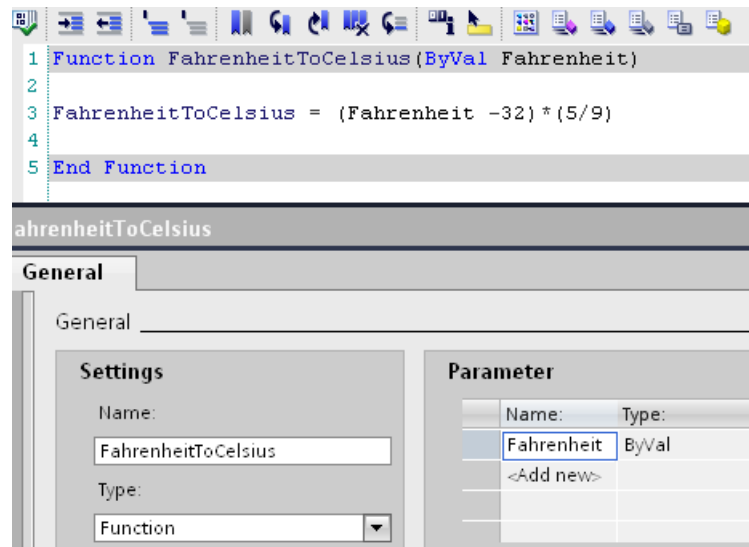 1 Function FahrenheitToCelsius(ByVal Fahrenheit)
2
3 FahrenheitToCelsius = (Fahrenheit -32)*(5/9)
4
5 End Function
ahrenheitToCelsius
General
General
Settings
Name:
FahrenheitToCelsius
Type:
Function
Parameter
Name: Type:
Fahrenheit ByVal
<Add new>